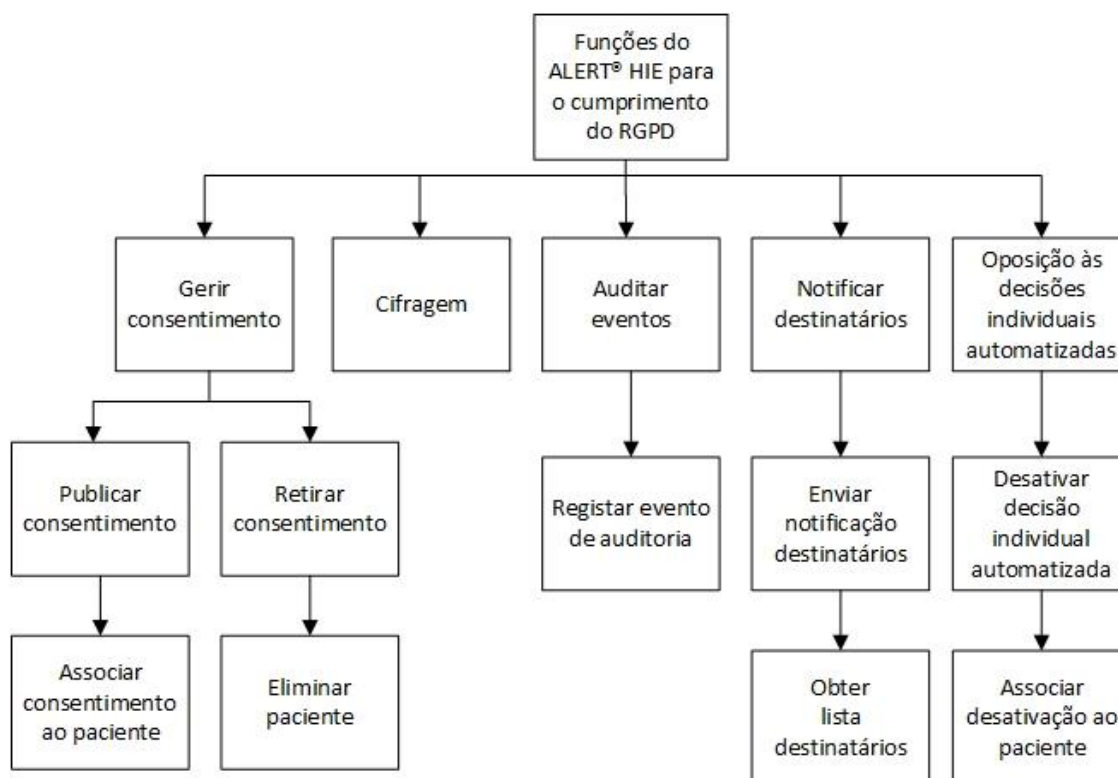 Funções do
ALERT® HIE para
o cumprimento
do RGPD
Gerir
consentimento
Cifragem
Auditar
eventos
Notificar
destinatários
Oposição às
decisões
individuais
automatizadas
Publicar
consentimento
Retirar
consentimento
Registar evento
de auditoria
Enviar
notificação
destinatários
Desativar
decisão
individual
automatizada
Associar
consentimento
ao paciente
Eliminar
paciente
Obter
lista
destinatários
Associar
desativação ao
paciente